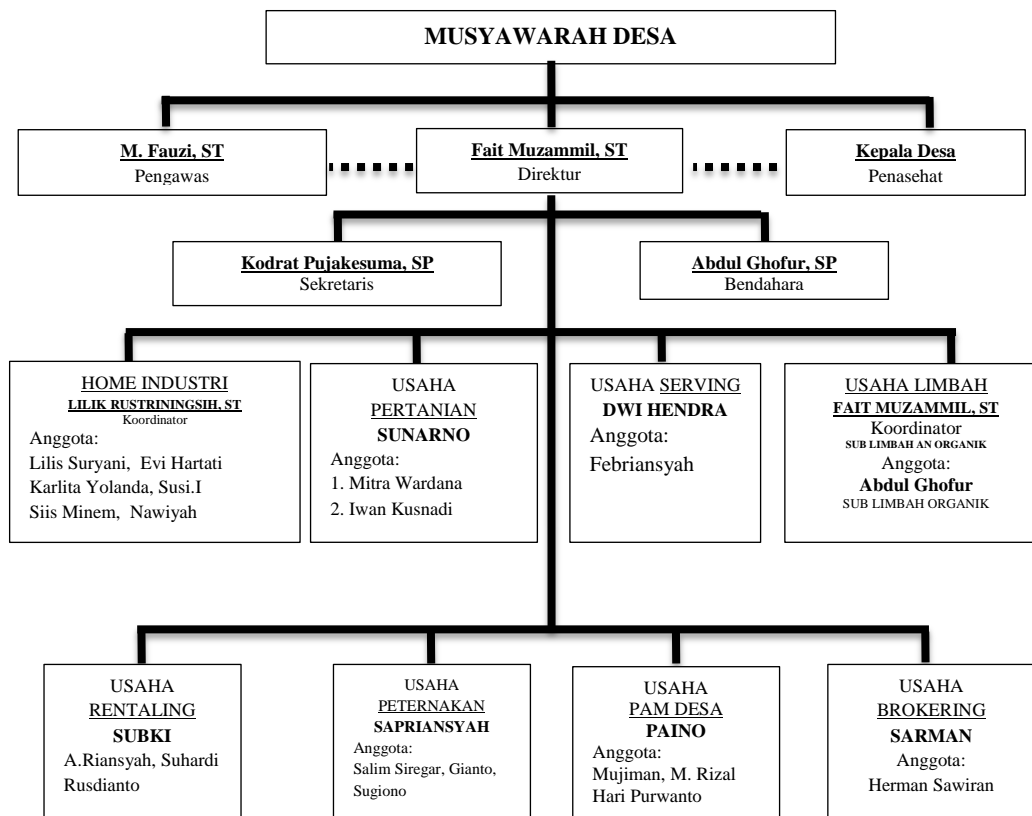 MUSYAWARAH DESA
M. Fauzi, ST
Pengawas
Fait Muzammil, ST
Direktur
Kepala Desa
Penasehat
Kodrat Pujakesuma, SP
Sekretaris
Abdul Ghofur, SP
Bendahara
HOME INDUSTRI
LILIK RUSTRININGSIH, ST
Koordinator
Anggota:
Lilis Suryani, Evi Hartati
Karlita Yolanda, Susi.I
Siis Minem, Nawiyah
USAHA
PERTANIAN
SUNARNO
Anggota:
1. Mitra Wardana
2. Iwan Kusnadi
USAHA SERVING
DWI HENDRA
Anggota:
Febriansyah
USAHA LIMBAH
FAIT MUZAMMIL, ST
Koordinator
SUB LIMBAH AN ORGANIK
Anggota:
Abdul Ghofur
SUB LIMBAH ORGANIK
USAHA
RENTALING
SUBKI
A.Riansyah, Suhardi
Rusdianto
USAHA
PETERNAKAN
SAPRIANSYAH
Anggota:
Salim Siregar, Gianto,
Sugiono
USAHA
PAM DESA
PAINO
Anggota:
Mujiman, M. Rizal
Hari Purwanto
USAHA
BROKERING
SARMAN
Anggota:
Herman Sawiran